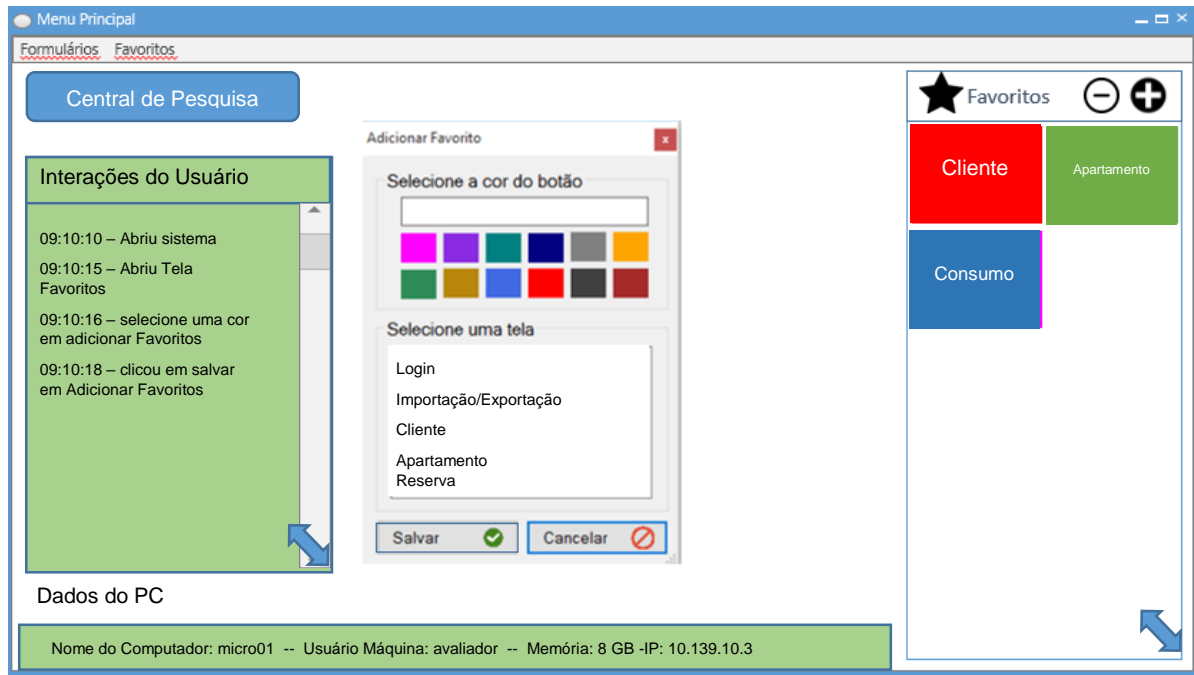 Menu Principal
Formulários Favoritos
Central de Pesquisa
Interações do Usuário
09:10:10 – Abriu sistema
09:10:15 – Abriu Tela
Favoritos
09:10:16 – selecione uma cor
em adicionar Favoritos
09:10:18 – clicou em salvar
em Adicionar Favoritos
Adicionar Favorito
x
Selecione a cor do botão
Selecione uma tela
Login
Importação/Exportação
Cliente
Apartamento
Reserva
Salvar
Cancelar
Favoritos
Cliente
Apartamento
Consumo
Dados do PC
Nome do Computador: micro01 -- Usuário Máquina: avaliador -- Memória: 8 GB -IP: 10.139.10.3